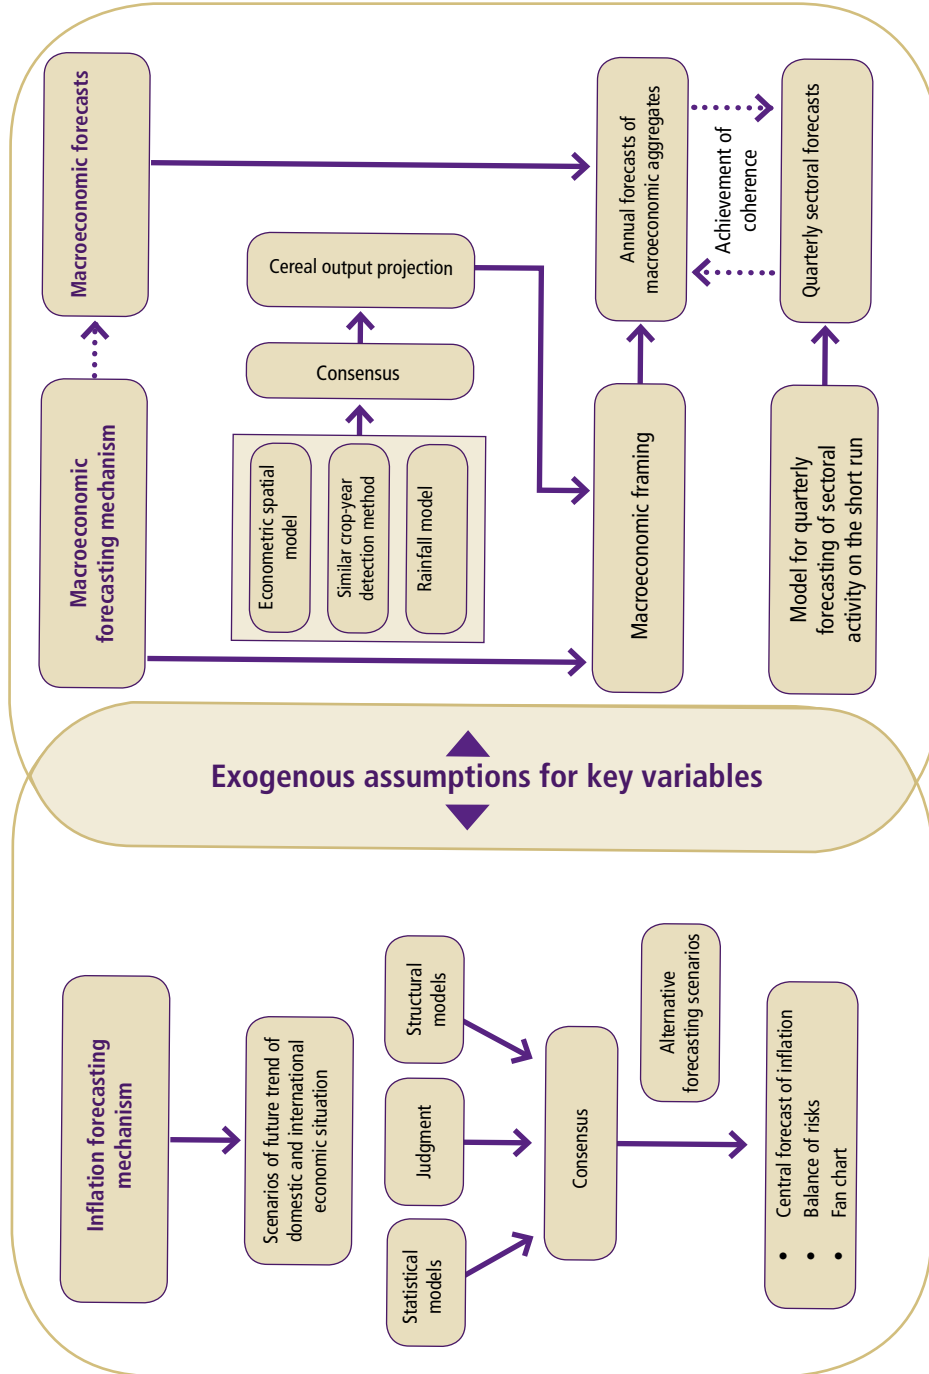 Inflation forecasting
mechanism
Scenarios of future trend of
domestic and international
economic situation
Statistical
models
Judgment
Structural
models
Consensus
Alternative
forecasting scenarios
• Central forecast of inflation
• Balance of risks
• Fan chart
Exogenous assumptions for key variables
Macroeconomic
forecasting mechanism
Macroeconomic forecasts
Econometric spatial
model
Similar crop-year
detection method
Rainfall model
Consensus
Cereal output projection
Macroeconomic framing
Annual forecasts of
macroeconomic aggregates
Achievement of
coherence
Model for quarterly
forecasting of sectoral
activity on the short run
Quarterly sectoral forecasts